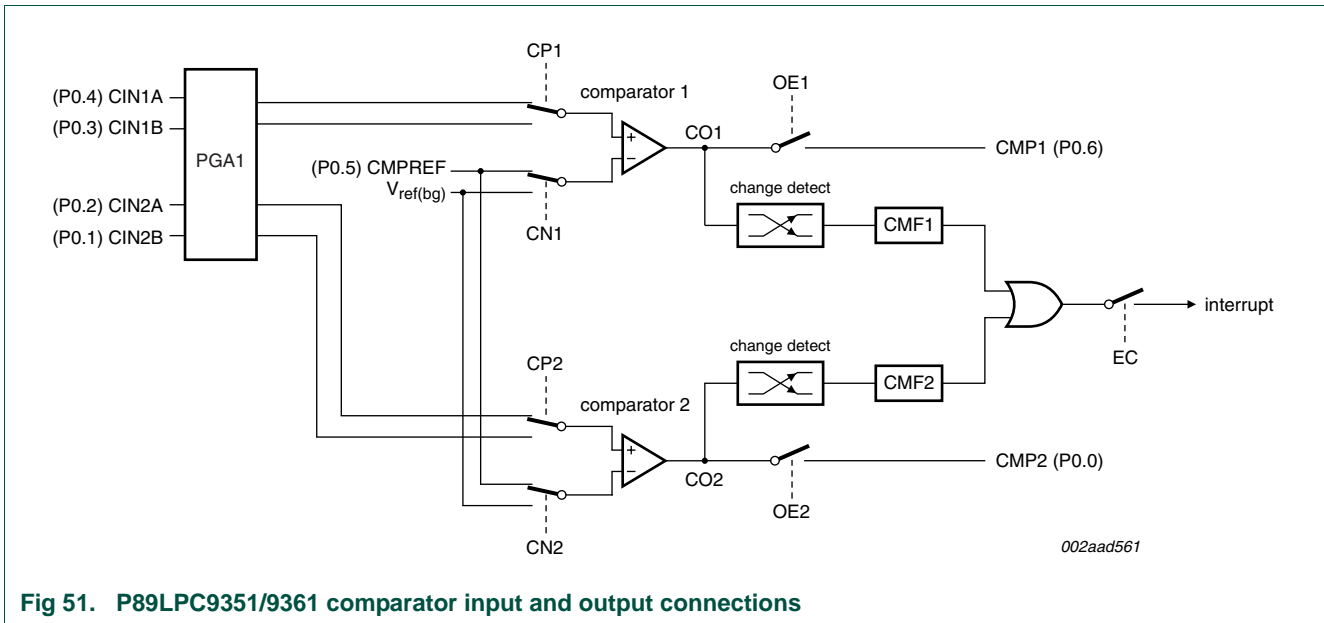 CP1
OE1
(P0.4) CIN1A
comparator 1
(P0.3) CIN1B
CO1
PGA1
CMP1 (P0.6)
(P0.5) CMPREF
Vref(bg)
change detect
(P0.2) CIN2A
CMF1
(P0.1) CIN2B
CN1
interrupt
change detect
EC
CP2
CMF2
comparator 2
CMP2 (P0.0)
CO2
OE2
CN2
002aad561
Fig 51. P89LPC9351/9361 comparator input and output connections